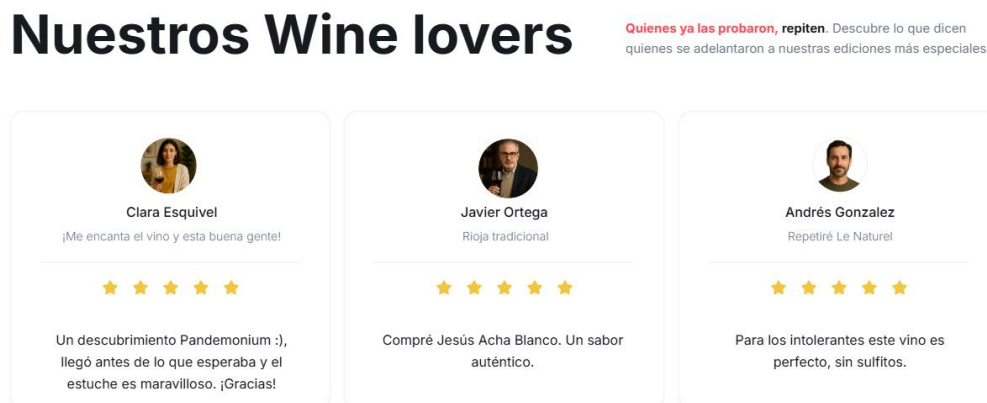 Nuestros Wine lovers
Quienes ya las probaron, repiten. Descubre lo que dicen
quienes se adelantaron a nuestras ediciones más especiales
Clara Esquivel
¡Me encanta el vino y esta buena gente!
Un descubrimiento Pandemonium :),
llegó antes de lo que esperaba y el
estuche es maravilloso. ¡Gracias!
Javier Ortega
Rioja tradicional
Compré Jesús Acha Blanco. Un sabor
auténtico.
Andrés Gonzalez
Repetiré Le Naturel
Para los intolerantes este vino es
perfecto, sin sulfitos.